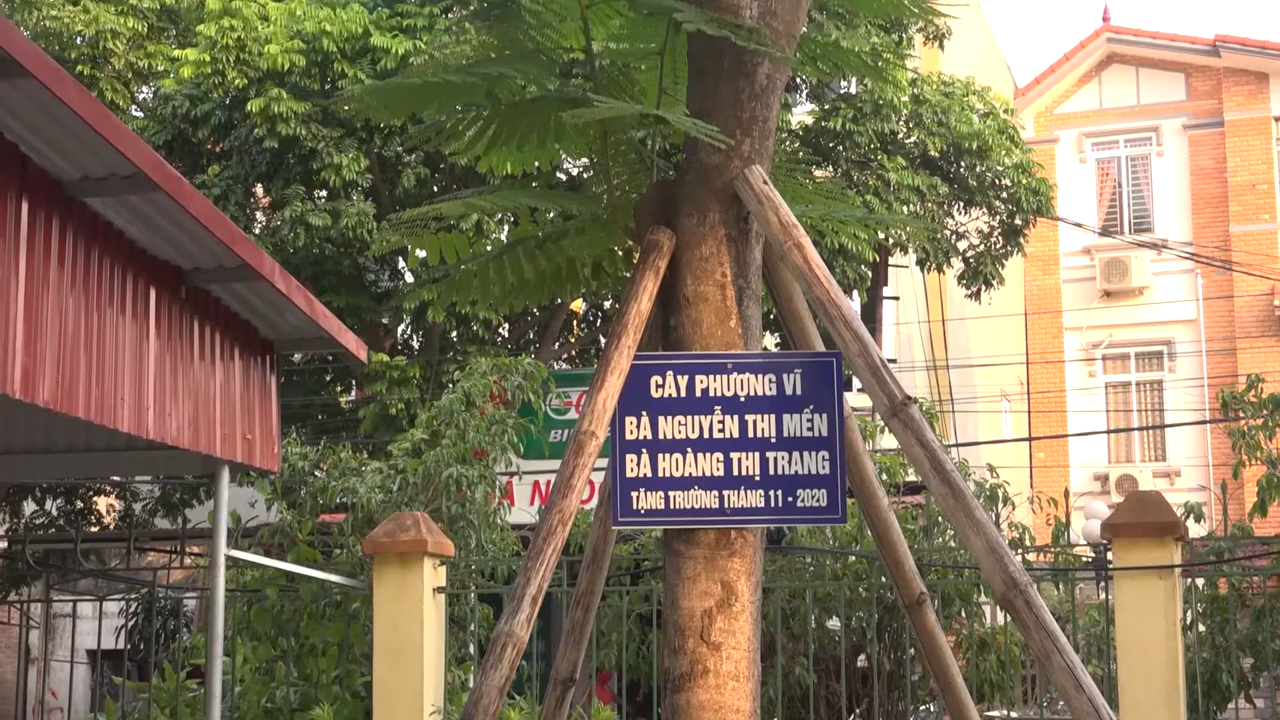 CÂY PHƯỢNG VĨ
BÀ NGUYỄN THỊ MẾN
BÀ HOÀNG THỊ TRANG
TẶNG TRƯỜNG THÁNG 11 - 2020